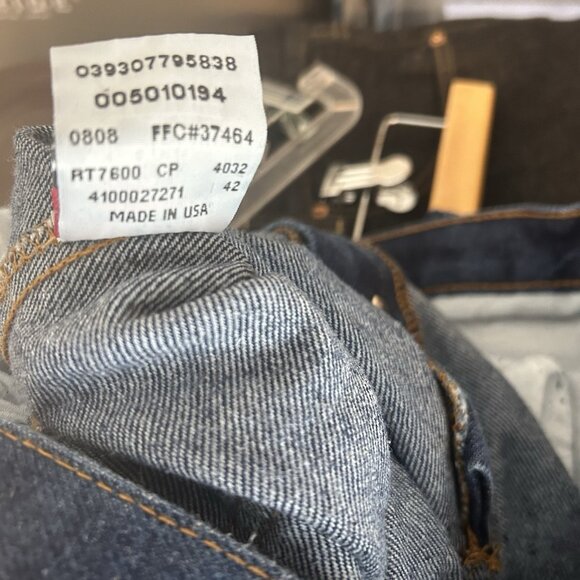 039307795838
005010194
0808 FFC#37464
RT7600 CP 4032
4100027271 42
MADE IN USA